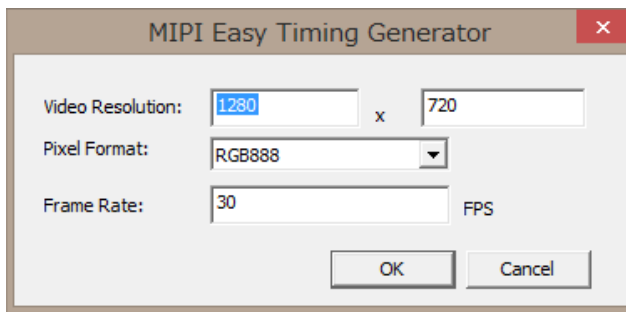 MIPI Easy Timing Generator
Video Resolution: 1280 x 720
Pixel Format: RGB888
Frame Rate: 30 FPS
OK Cancel